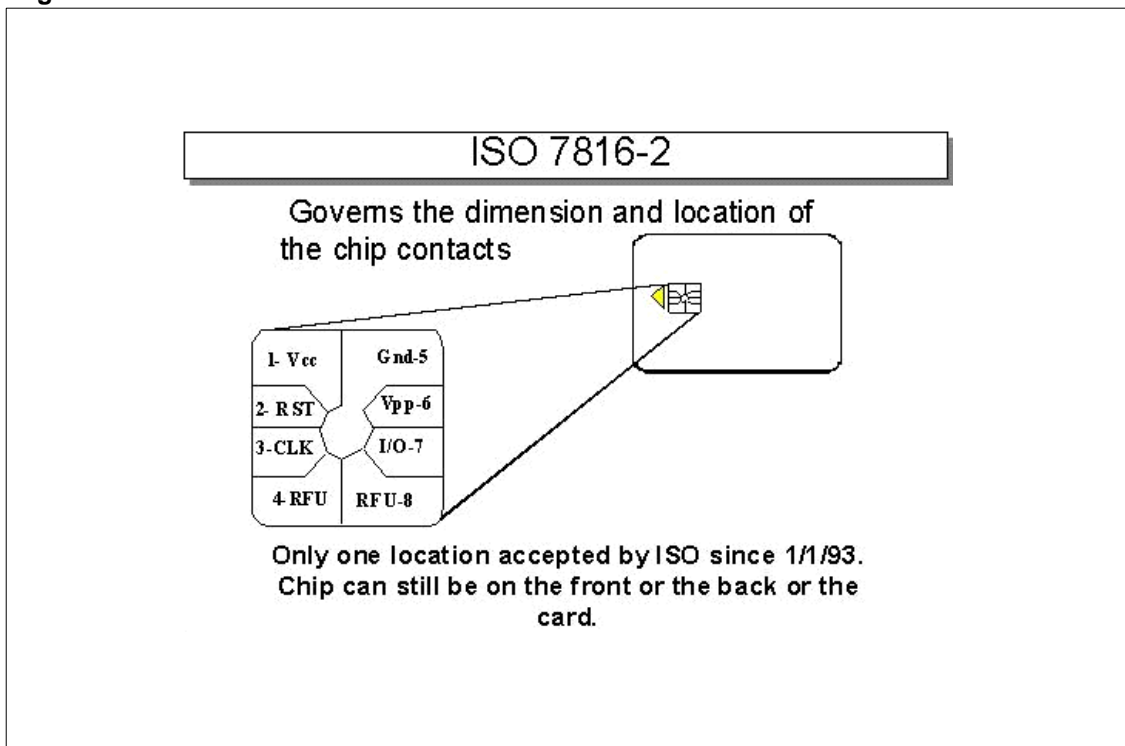 ISO 7816-2
Governs the dimension and location of
the chip contacts
1- Vcc
Gnd-5
2- RST
Vpp-6
3-CLK
I/O-7
4-RFU
RFU-8
Only one location accepted by ISO since 1/1/93.
Chip can still be on the front or the back or the
card.